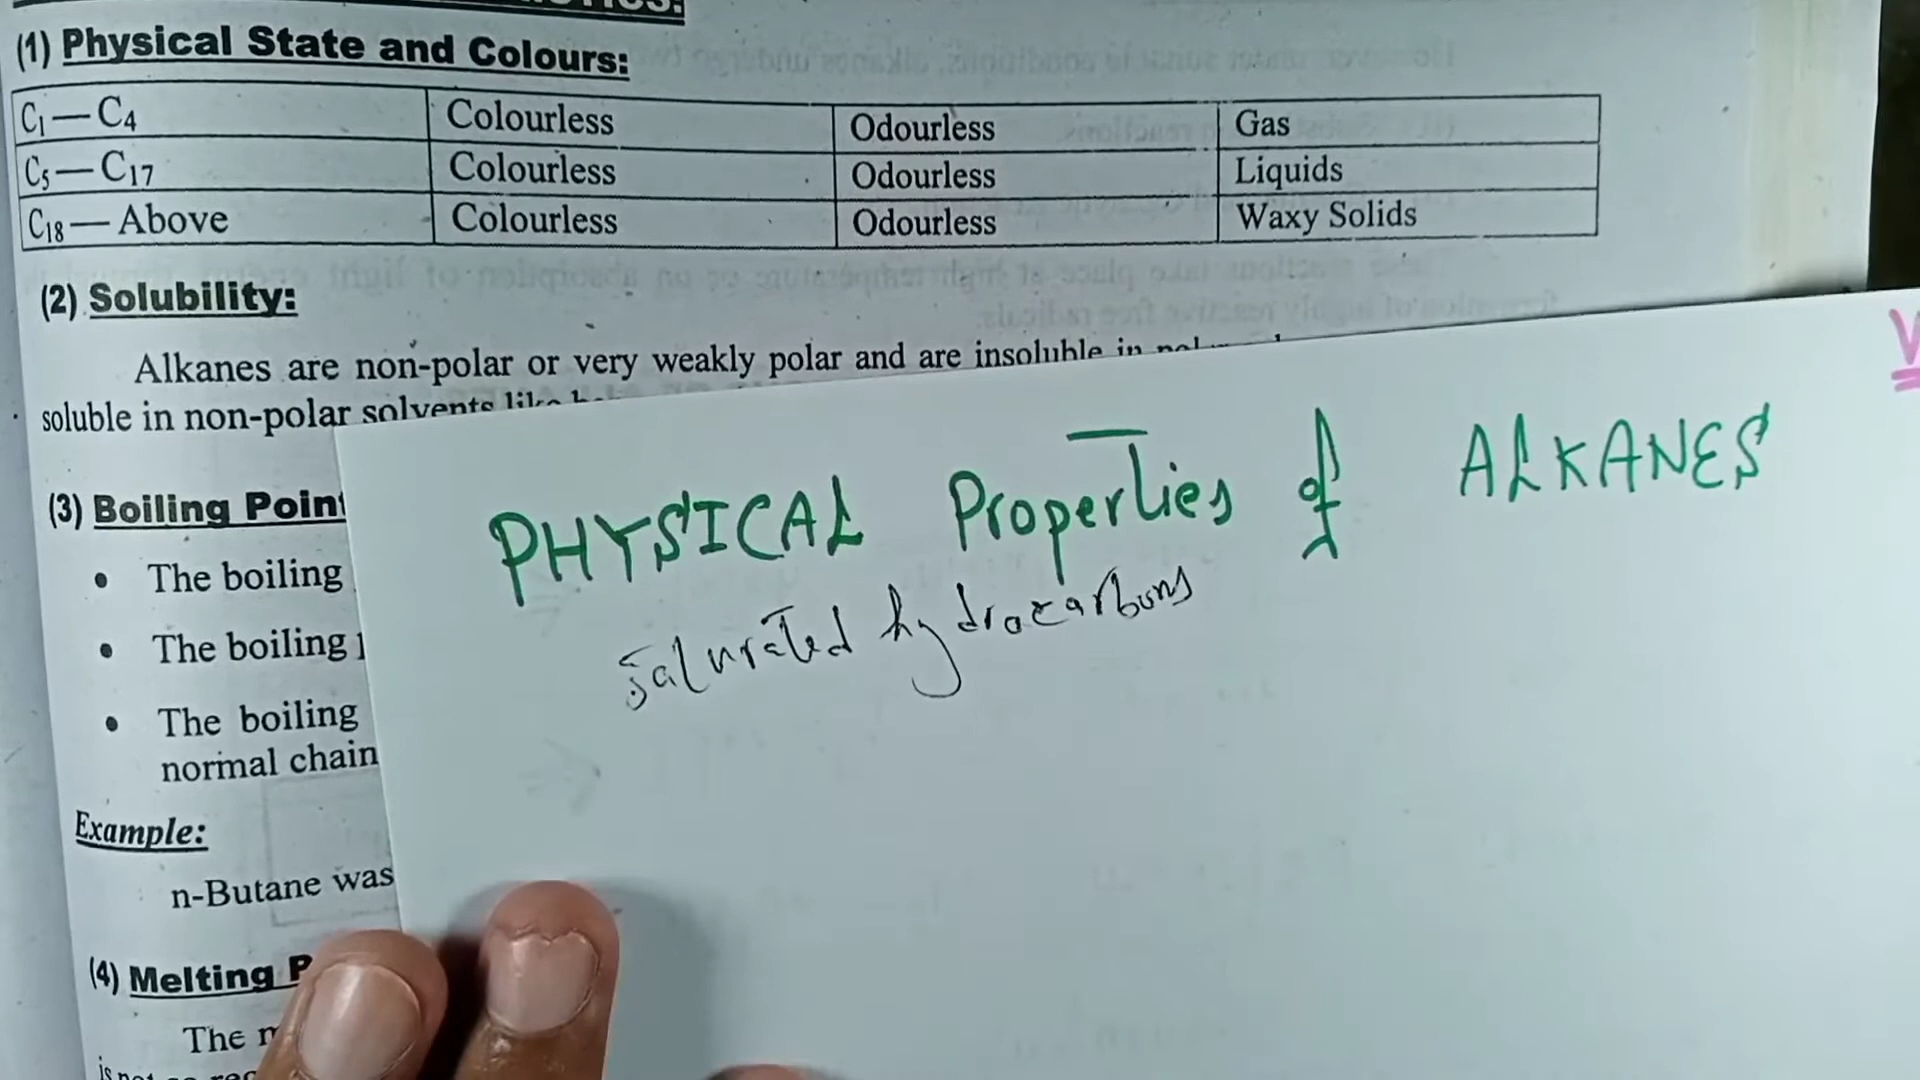 (1) Physical State and Colours:
C1 — C4 Colourless Odourless Gas
C5 — C17 Colourless Odourless Liquids
C18 — Above Colourless Odourless Waxy Solids
(2) Solubility:
Alkanes are non-polar or very weakly polar and are insoluble in
soluble in non-polar solvents like
PHYSICAL Properties of ALKANES
saturated hydrocarbons
(3) Boiling Point
• The boiling
• The boiling
• The boiling
normal chain
Example:
n-Butane was
(4) Melting
The
is not